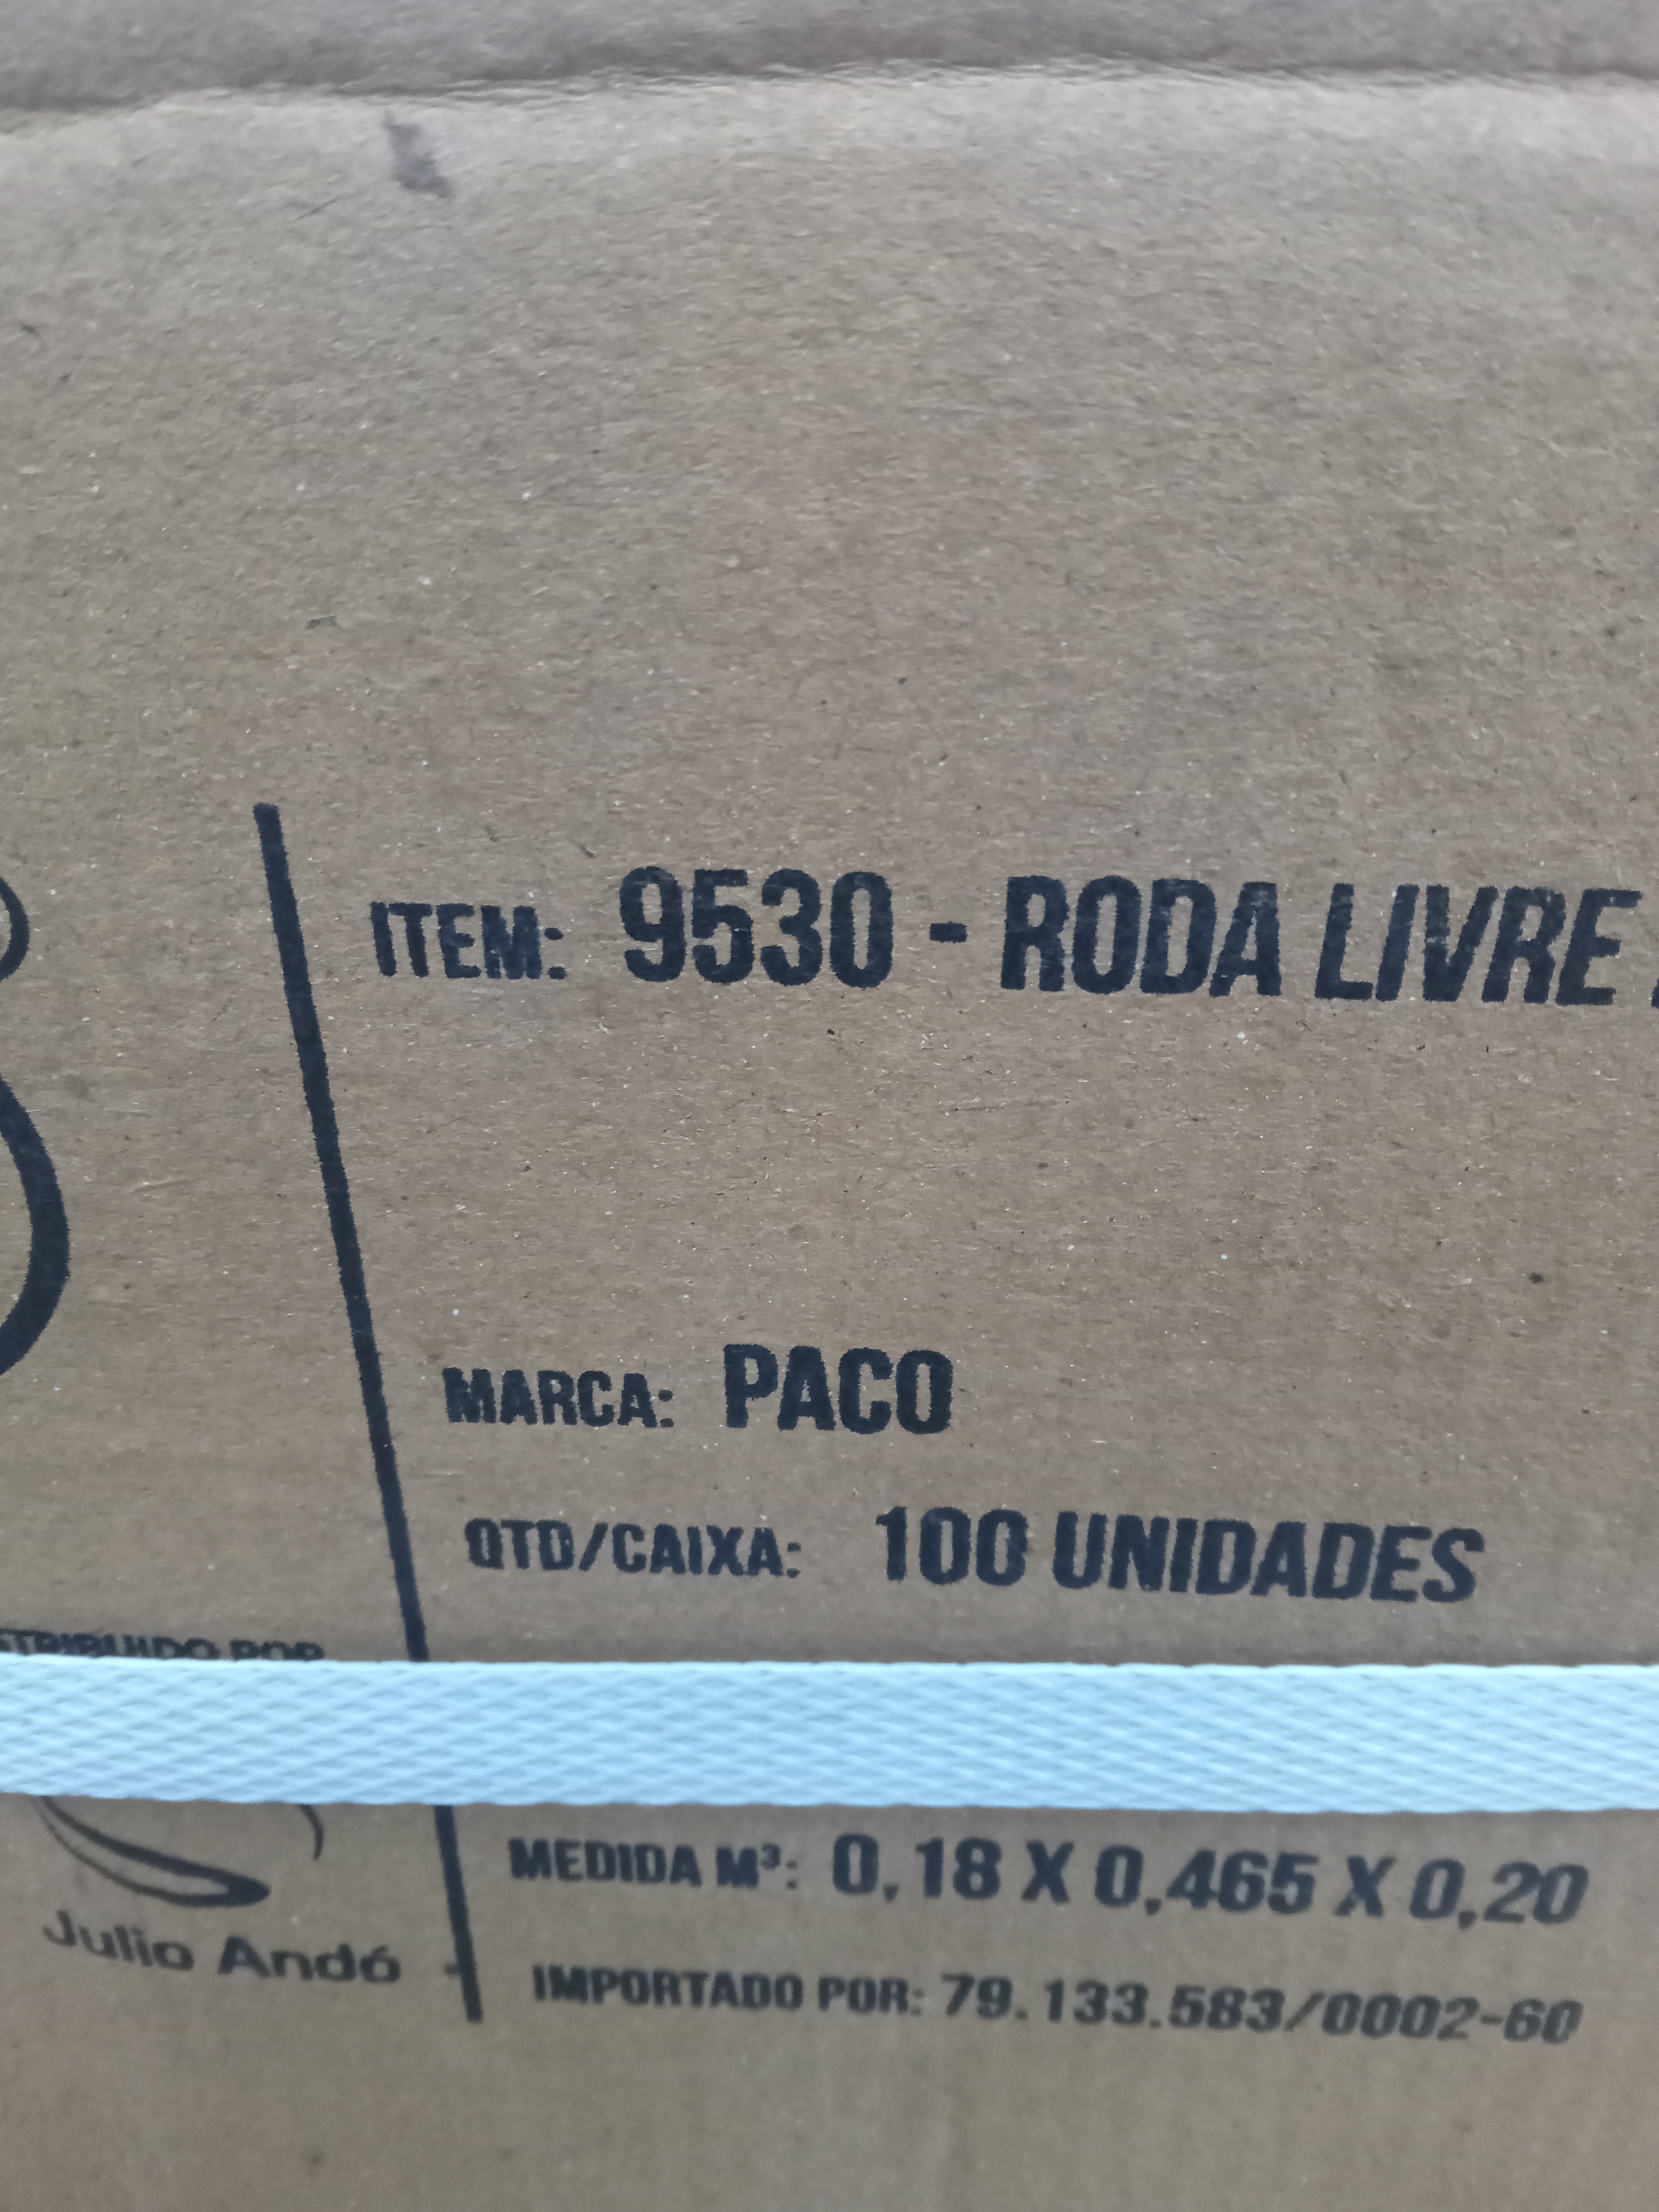 ITEM: 9530 - RODA LIVRE
MARCA: PACO
QTD/CAIXA: 100 UNIDADES
POR
MEDIDA M³: 0,18 X 0,465 X 0,20
Julio Andó
IMPORTADO POR: 79.133.583/0002-60